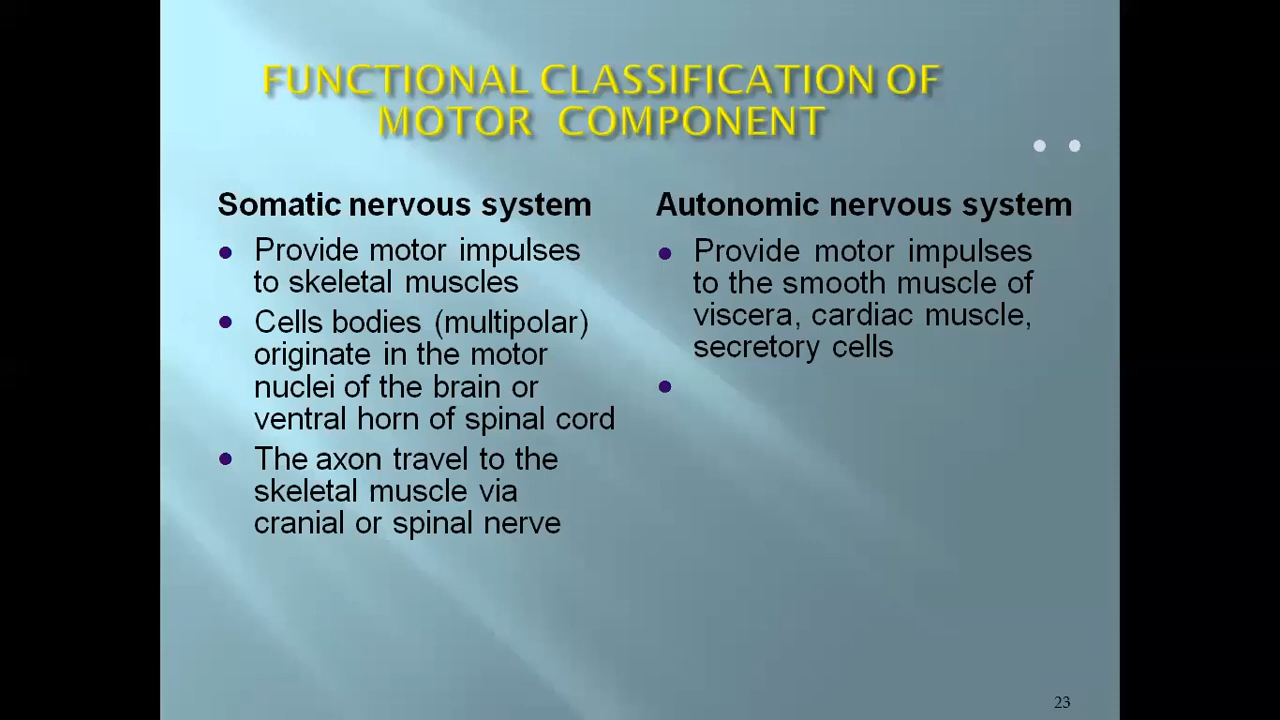 FUNCTIONAL CLASSIFICATION OF
MOTOR COMPONENT
Somatic nervous system
● Provide motor impulses
to skeletal muscles
● Cells bodies (multipolar)
originate in the motor
nuclei of the brain or
ventral horn of spinal cord
● The axon travel to the
skeletal muscle via
cranial or spinal nerve
Autonomic nervous system
● Provide motor impulses
to the smooth muscle of
viscera, cardiac muscle,
secretory cells
●
23